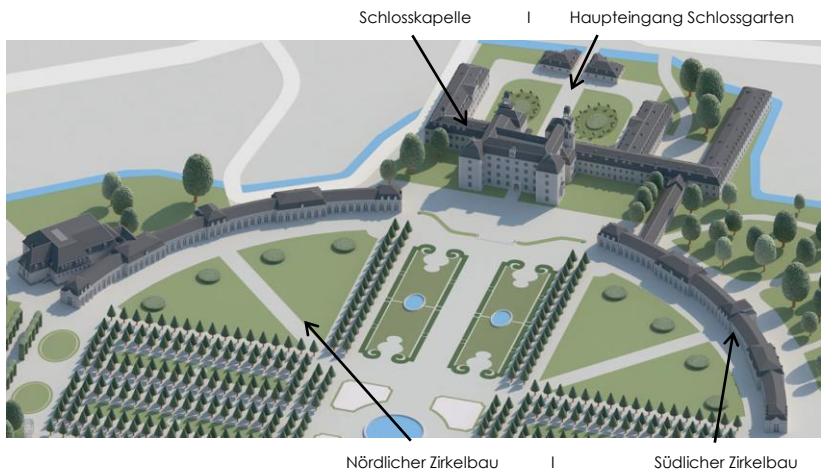 Schlosskapelle I Haupteingang Schlossgarten
Nördlicher Zirkelbau I Südlicher Zirkelbau